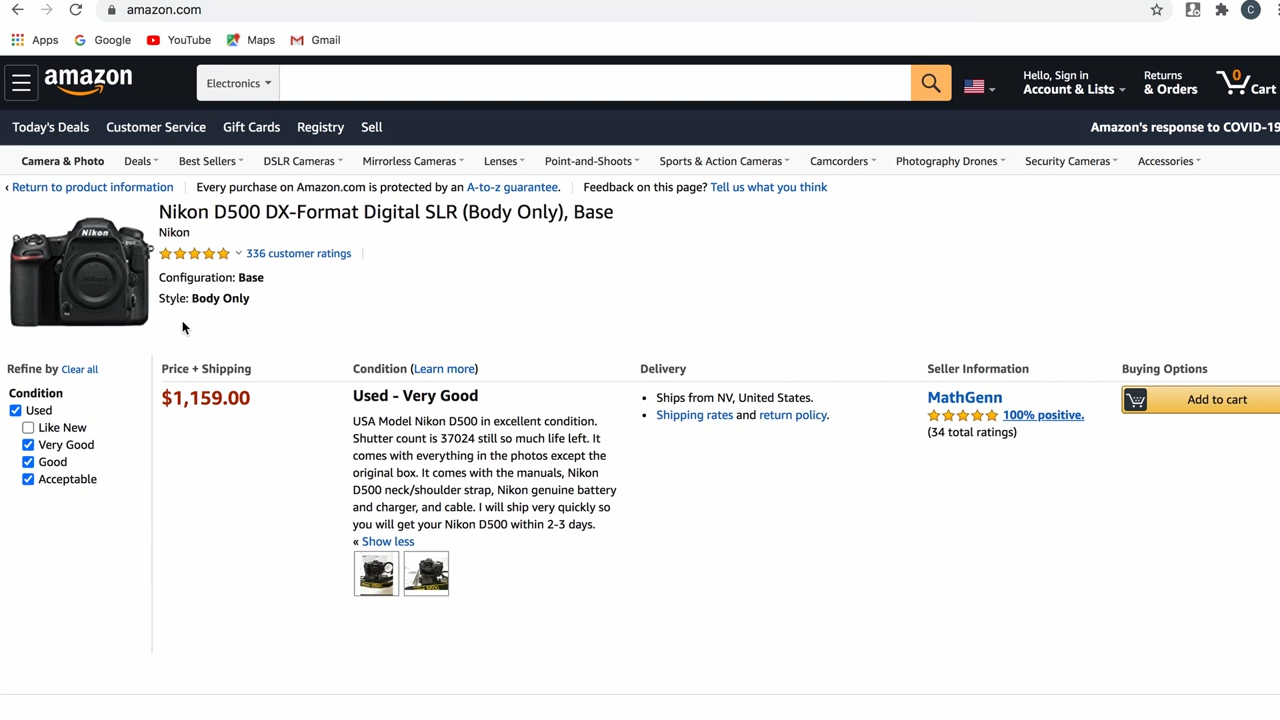 amazon.com
Apps Google YouTube Maps Gmail
amazon Electronics Hello, Sign in Account & Lists Returns & Orders 0 Cart
Today's Deals Customer Service Gift Cards Registry Sell Amazon's response to COVID-19
Camera & Photo Deals Best Sellers DSLR Cameras Mirrorless Cameras Lenses Point-and-Shoots Sports & Action Cameras Camcorders Photography Drones Security Cameras Accessories
‹ Return to product information Every purchase on Amazon.com is protected by an A-to-z guarantee. Feedback on this page? Tell us what you think
Nikon D500 DX-Format Digital SLR (Body Only), Base
Nikon
336 customer ratings
Configuration: Base
Style: Body Only
Refine by Clear all
Condition
Used
Like New
Very Good
Good
Acceptable
Price + Shipping
$1,159.00
Condition (Learn more)
Used - Very Good
USA Model Nikon D500 in excellent condition.
Shutter count is 37024 still so much life left. It
comes with everything in the photos except the
original box. It comes with the manuals, Nikon
D500 neck/shoulder strap, Nikon genuine battery
and charger, and cable. I will ship very quickly so
you will get your Nikon D500 within 2-3 days.
« Show less
Delivery
• Ships from NV, United States.
• Shipping rates and return policy.
Seller Information
MathGenn
100% positive.
(34 total ratings)
Buying Options
Add to cart